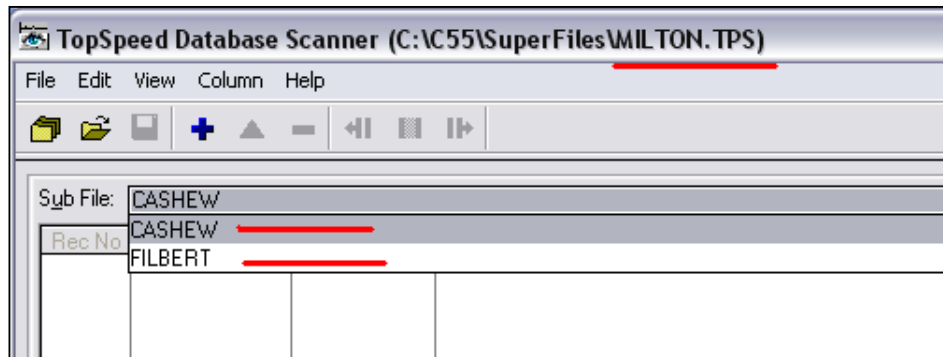 TopSpeed Database Scanner (C:\C55\SuperFiles\MILTON.TPS)
File Edit View Column Help
Sub File: CASHEW
Rec No CASHEW
FILBERT